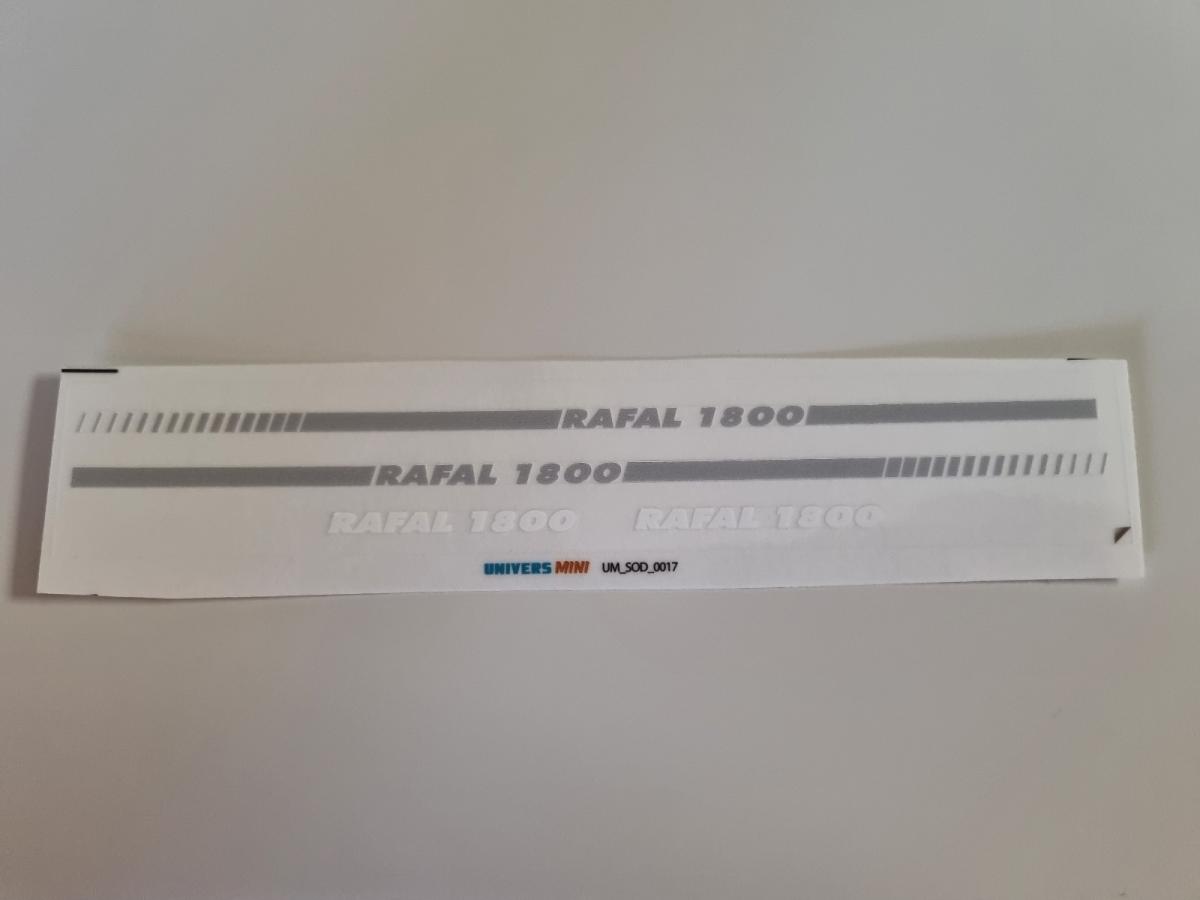 RAFAL 1800
RAFAL 1800
RAFAL 1800 RAFAL 1800
UNIVERS MINI UM_SOD_0017